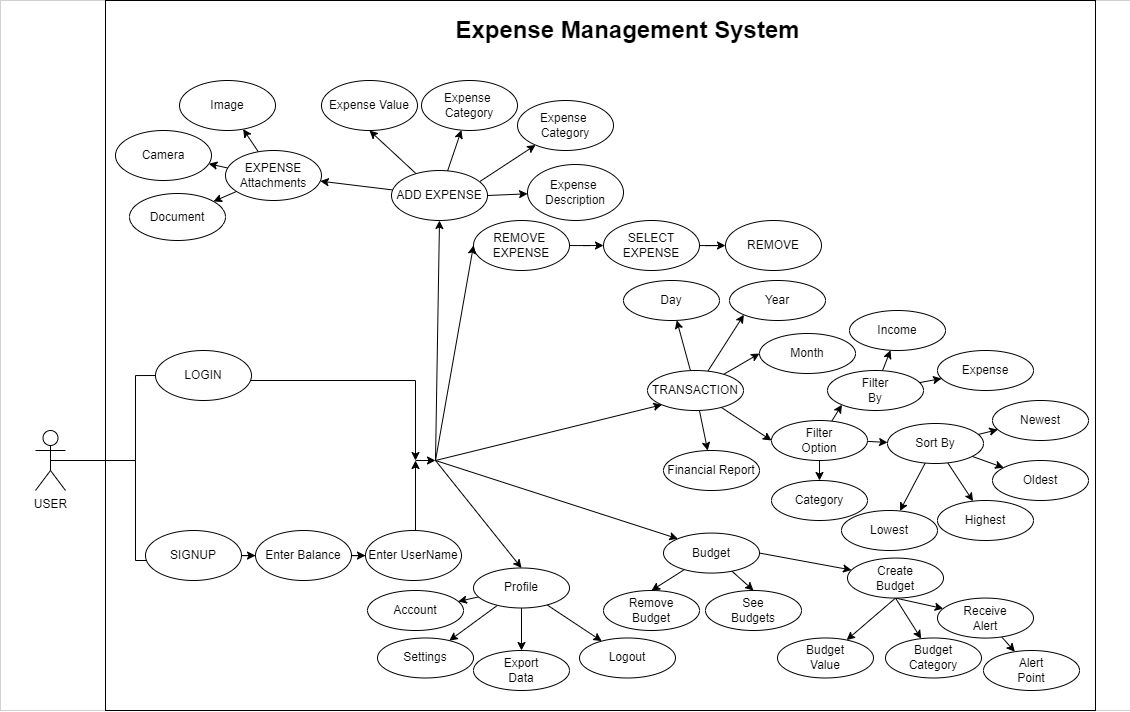 Expense Management System
Image
Expense Value
Expense
Category
Expense
Category
Camera
EXPENSE
Attachments
ADD EXPENSE
Expense
Description
Document
REMOVE
EXPENSE
SELECT
EXPENSE
REMOVE
Day
Year
Month
Income
Expense
Filter
By
TRANSACTION
LOGIN
Newest
Filter
Option
Sort By
Financial Report
Oldest
Category
Lowest
Highest
USER
SIGNUP
Enter Balance
Enter UserName
Budget
Create
Budget
Profile
Account
Remove
Budget
See
Budgets
Receive
Alert
Settings
Export
Data
Logout
Budget
Value
Budget
Category
Alert
Point